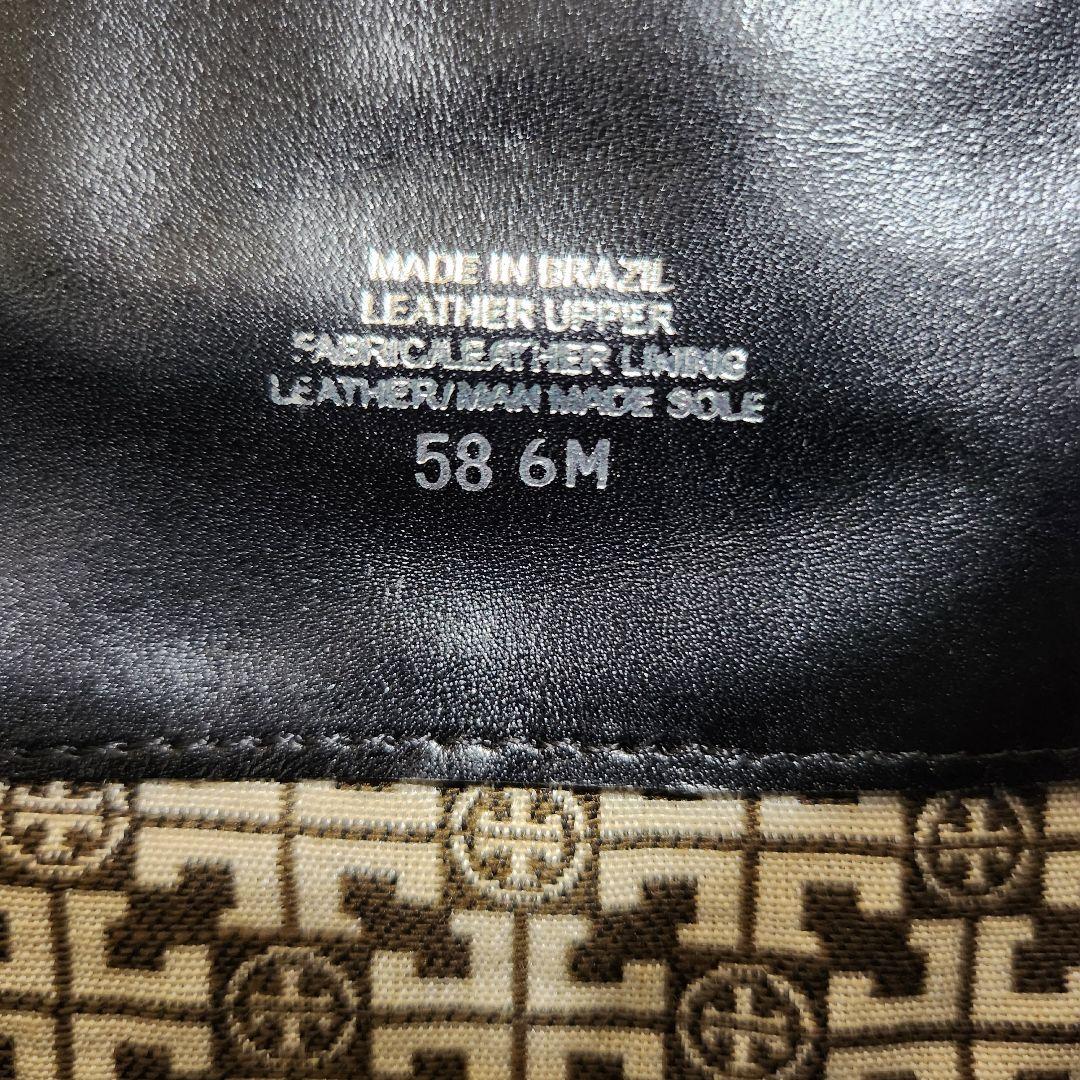 MADE IN BRAZIL
LEATHER UPPER
FABRIC/LEATHER LINING
LEATHER/MAN MADE SOLE
58 6M